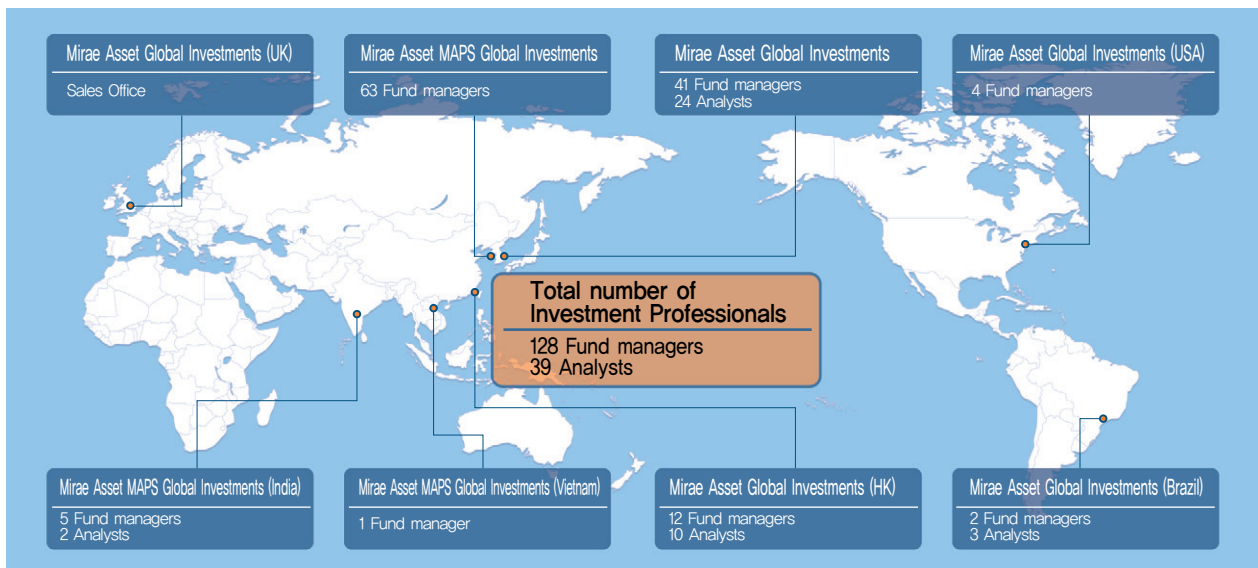 Mirae Asset Global Investments (UK)
Sales Office
Mirae Asset MAPS Global Investments
63 Fund managers
Mirae Asset Global Investments
41 Fund managers
24 Analysts
Mirae Asset Global Investments (USA)
4 Fund managers
Total number of
Investment Professionals
128 Fund managers
39 Analysts
Mirae Asset MAPS Global Investments (India)
5 Fund managers
2 Analysts
Mirae Asset MAPS Global Investments (Vietnam)
1 Fund manager
Mirae Asset Global Investments (HK)
12 Fund managers
10 Analysts
Mirae Asset Global Investments (Brazil)
2 Fund managers
3 Analysts